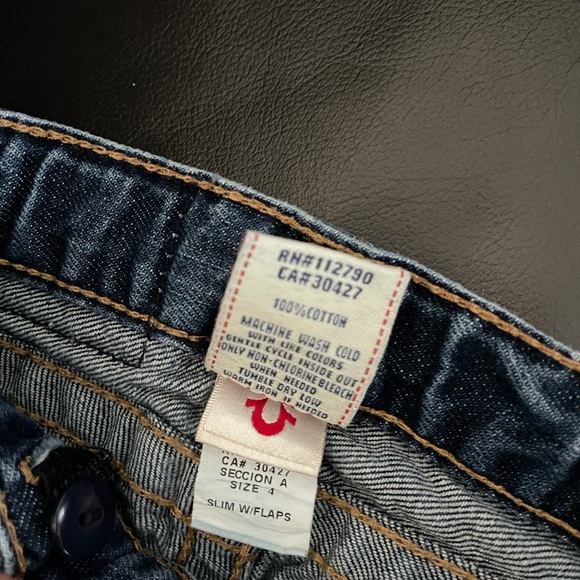 RN#112790
CA#30427
100%COTTON
MACHINE WASH COLD
WITH LIKE COLORS
GENTLE CYCLE INSIDE OUT
ONLY NON-CHLORINE BLEACH
WHEN NEEDED
TUMBLE DRY LOW
WARM IRON IF NEEDED
CA# 30427
SECCION A
SIZE 4
SLIM W/FLAPS